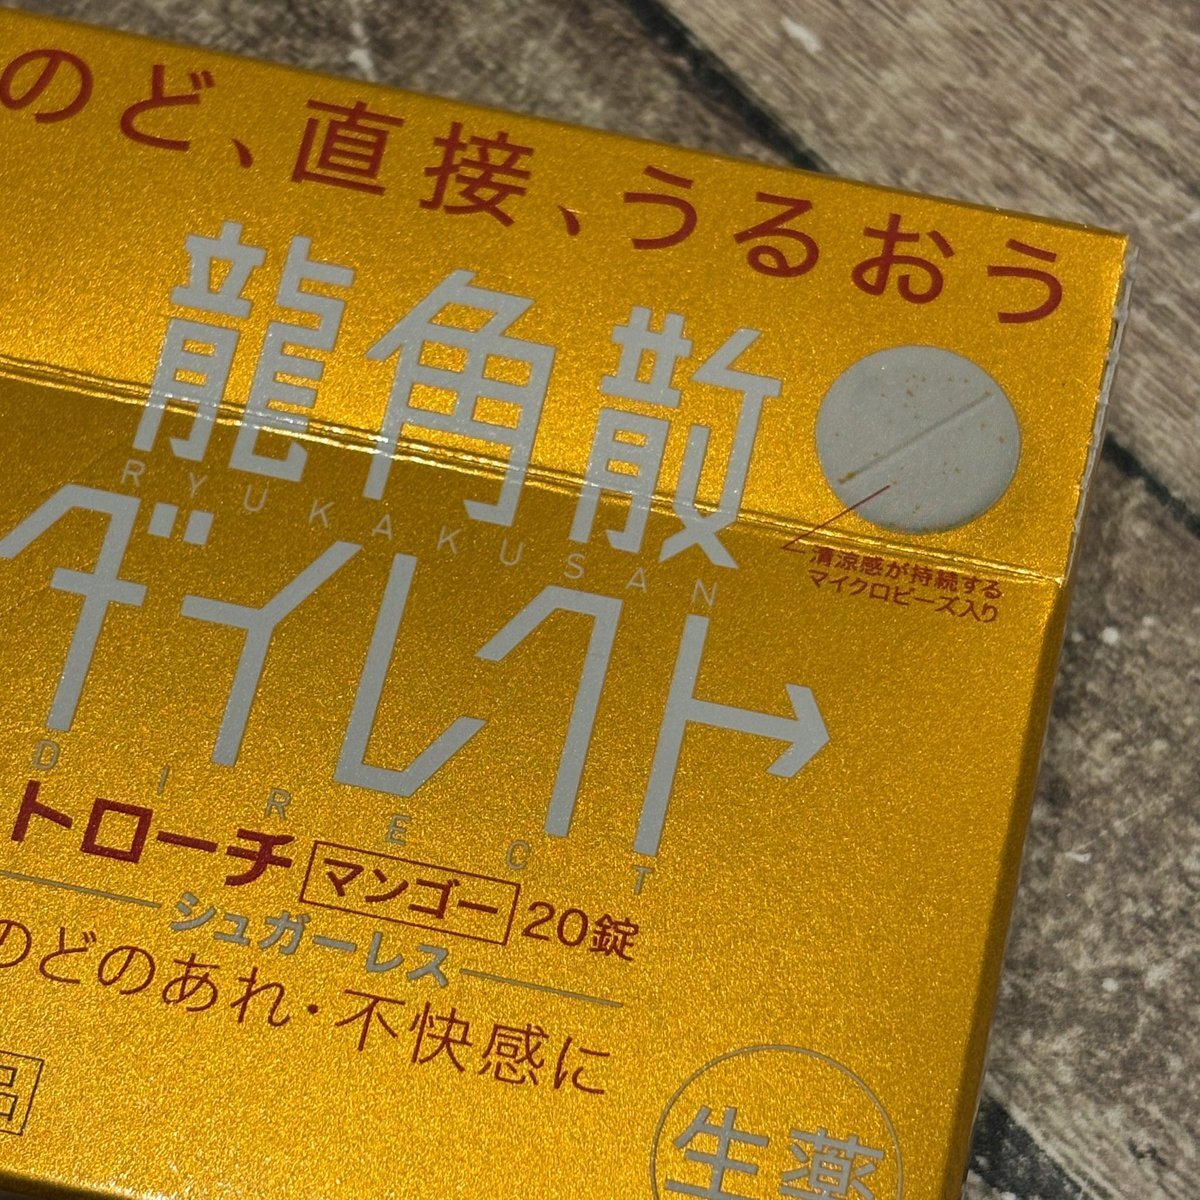 のど、直接、うるおう
龍角散
RYUKAKUSAN
ダイレクト
DIRECT
清涼感が持続する
マイクロビーズ入り
トローチ マンゴー 20錠
シュガーレス
のどのあれ・不快感に
品
生薬